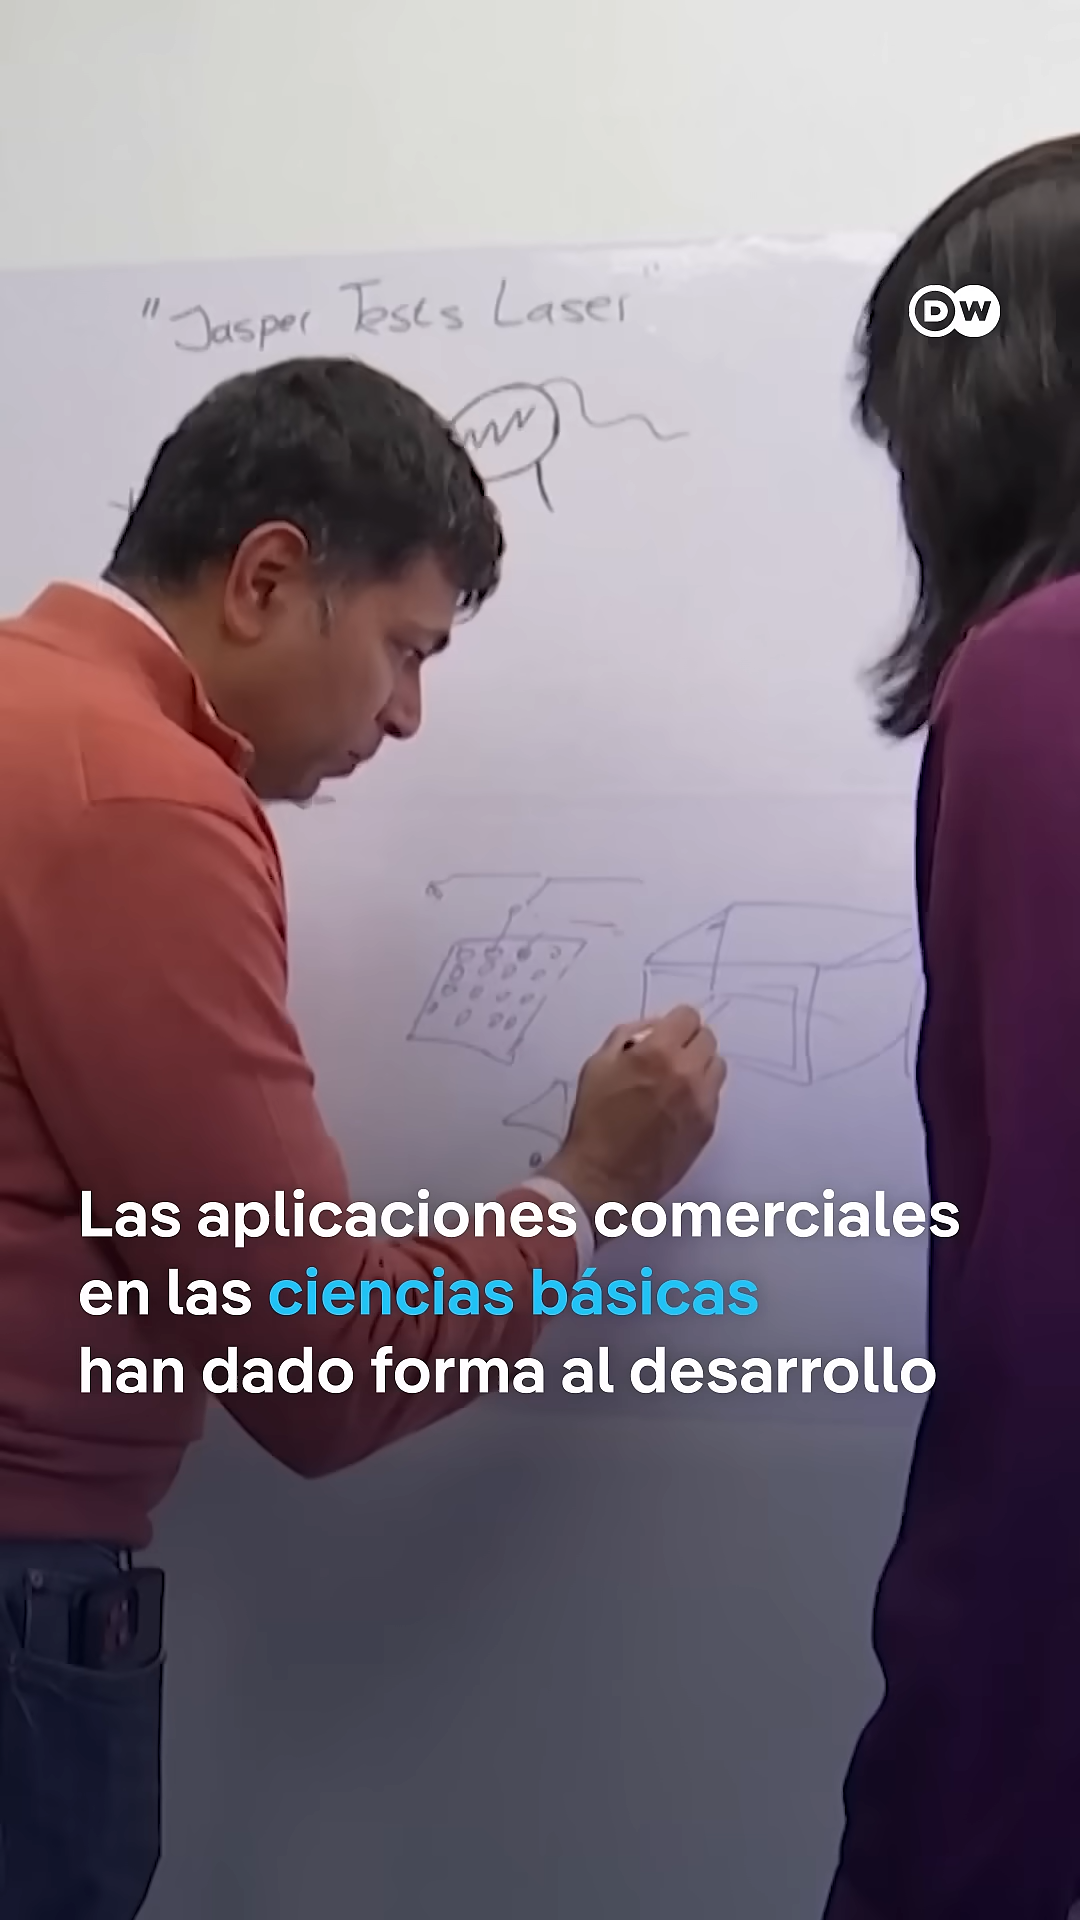 "Jasper Tests Laser"
DW
Las aplicaciones comerciales
en las ciencias básicas
han dado forma al desarrollo